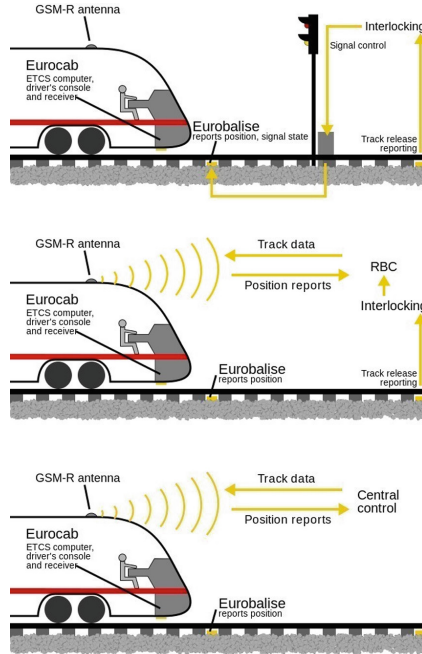 GSM-R antenna
Eurocab
ETCS computer,
driver's console
and receiver
Interlocking
Signal control
Eurobalise
reports position, signal state
Track release
reporting
GSM-R antenna
Track data
Position reports
RBC
Interlocking
Eurocab
ETCS computer,
driver's console
and receiver
Eurobalise
reports position
Track release
reporting
GSM-R antenna
Track data
Position reports
Central
control
Eurocab
ETCS computer,
driver's console
and receiver
Eurobalise
reports position